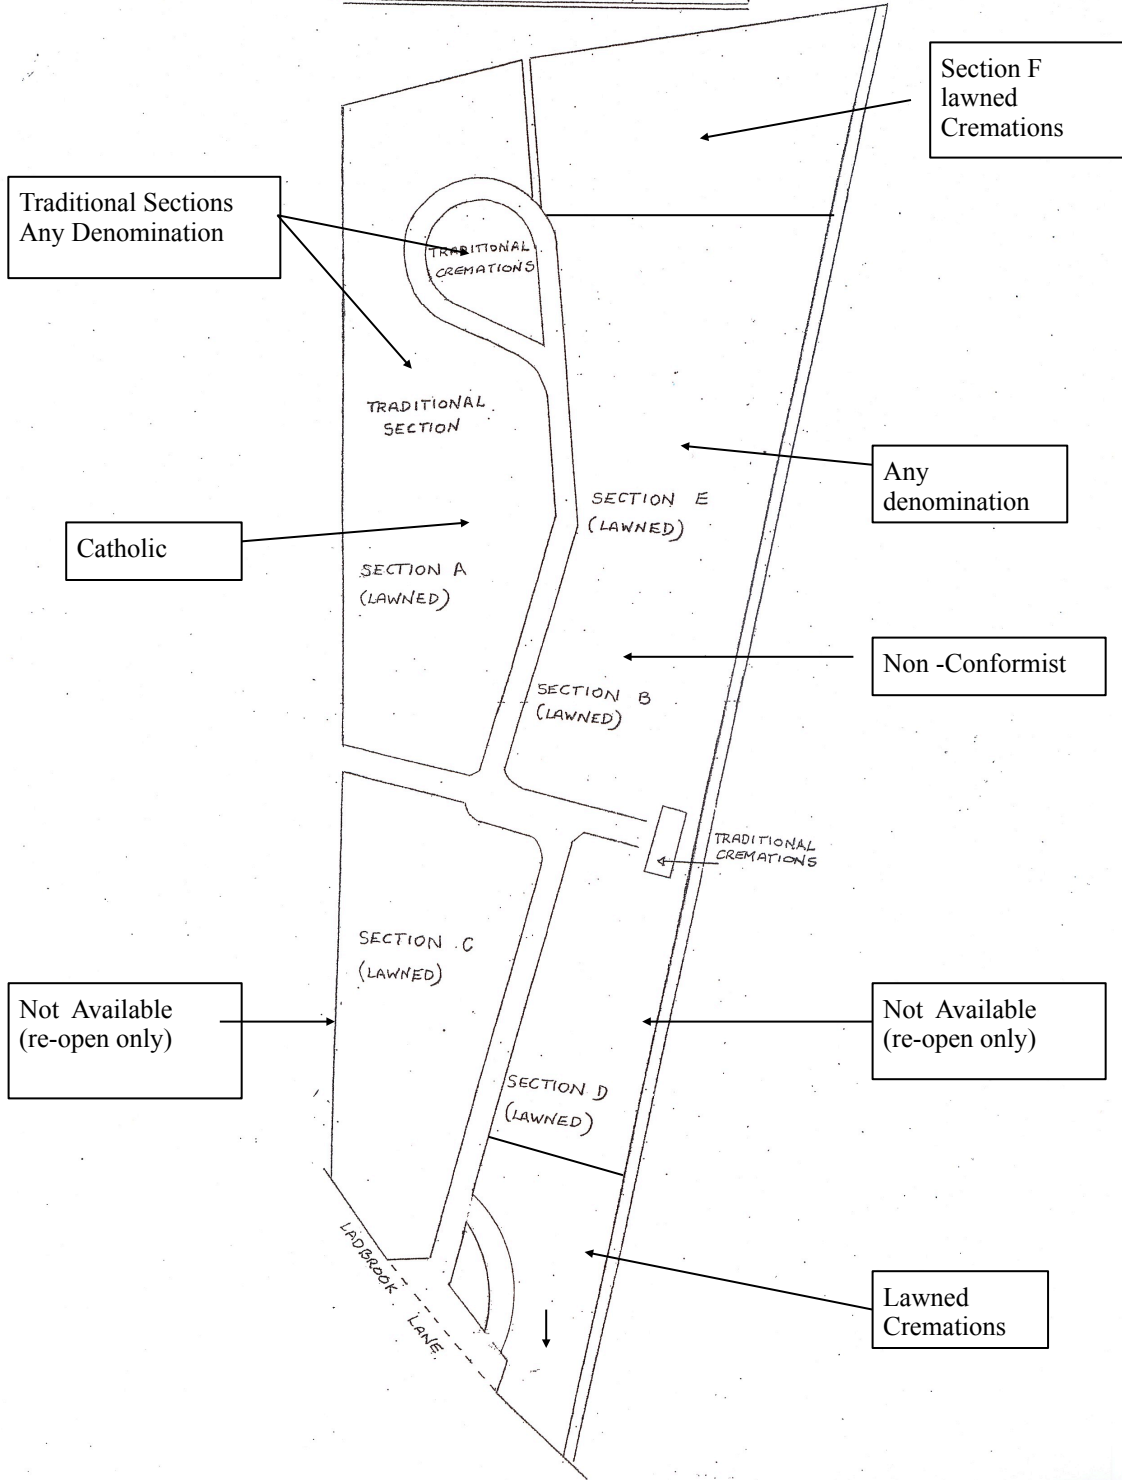 Section F
lawned
Cremations
Traditional Sections
Any Denomination
TRADITIONAL
CREMATIONS
TRADITIONAL
SECTION
Any
denomination
SECTION E
(LAWNED)
Catholic
SECTION A
(LAWNED)
Non -Conformist
SECTION B
(LAWNED)
TRADITIONAL
CREMATIONS
SECTION C
(LAWNED)
Not Available
(re-open only)
Not Available
(re-open only)
SECTION D
(LAWNED)
LADBROOK LANE.
Lawned
Cremations